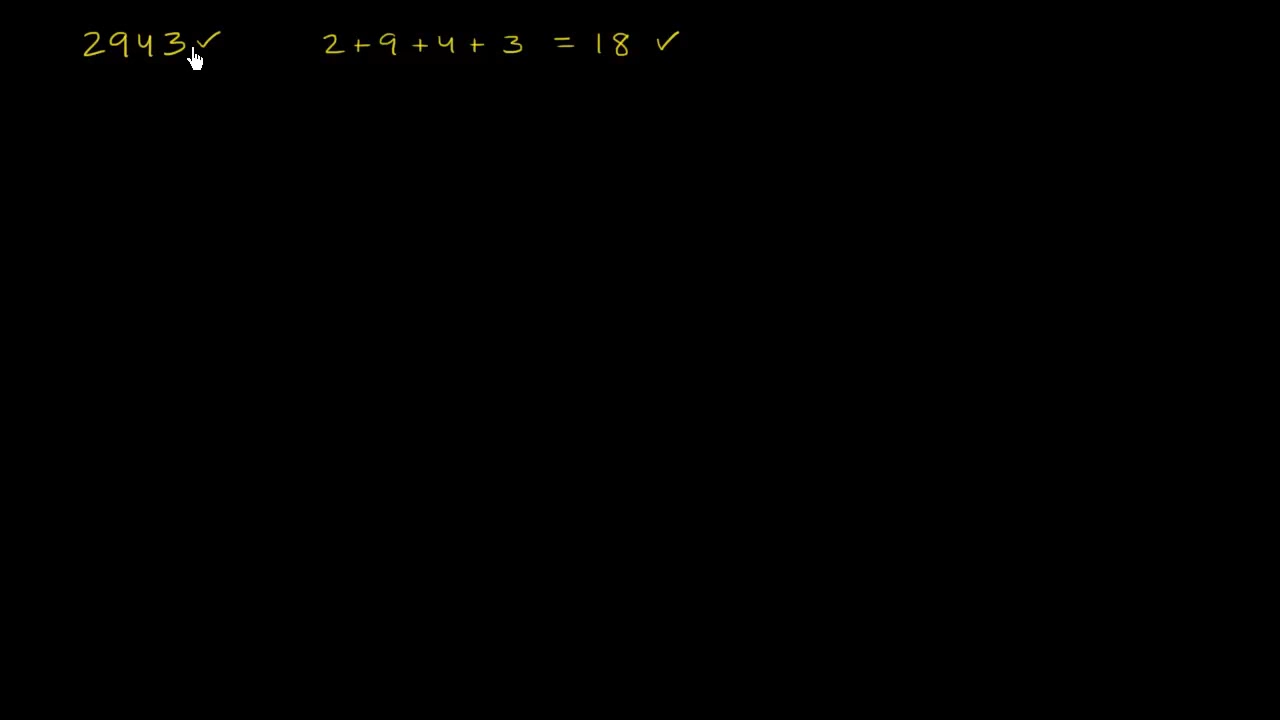 2943 ✓ 2 + 9 + 4 + 3 = 18 ✓